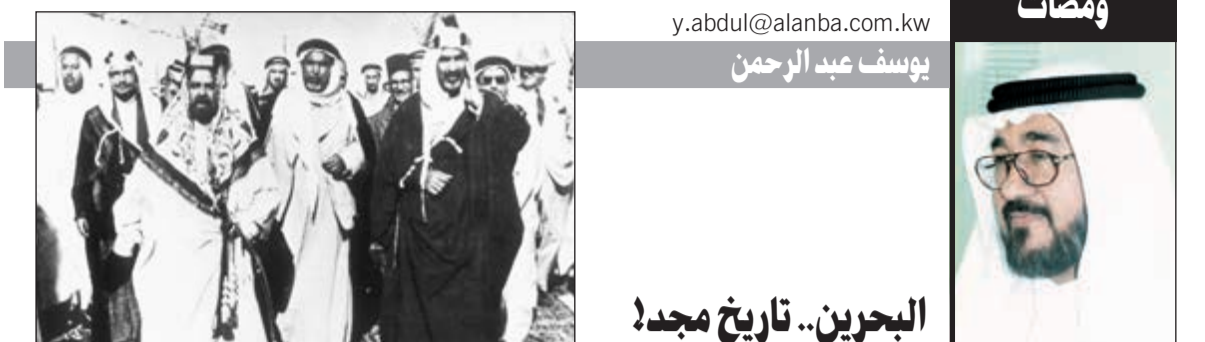 ومضات
y.abdul@alanba.com.kw
يوسف عبد الرحمن
البحرين.. تاريخ مجد!